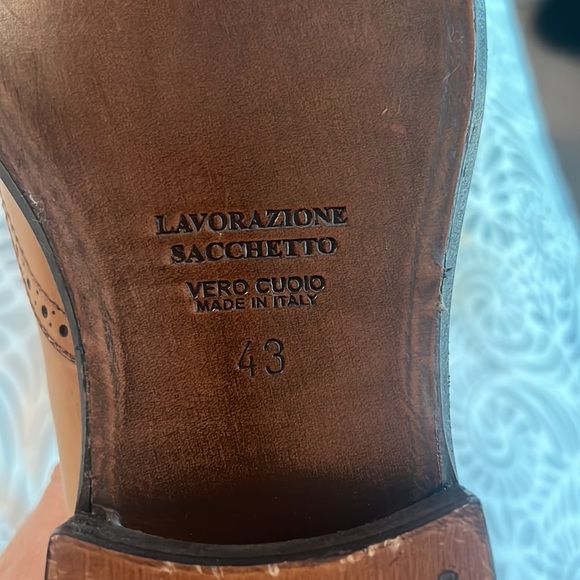 LAVORAZIONE
SACCHETTO
VERO CUOIO
MADE IN ITALY
43